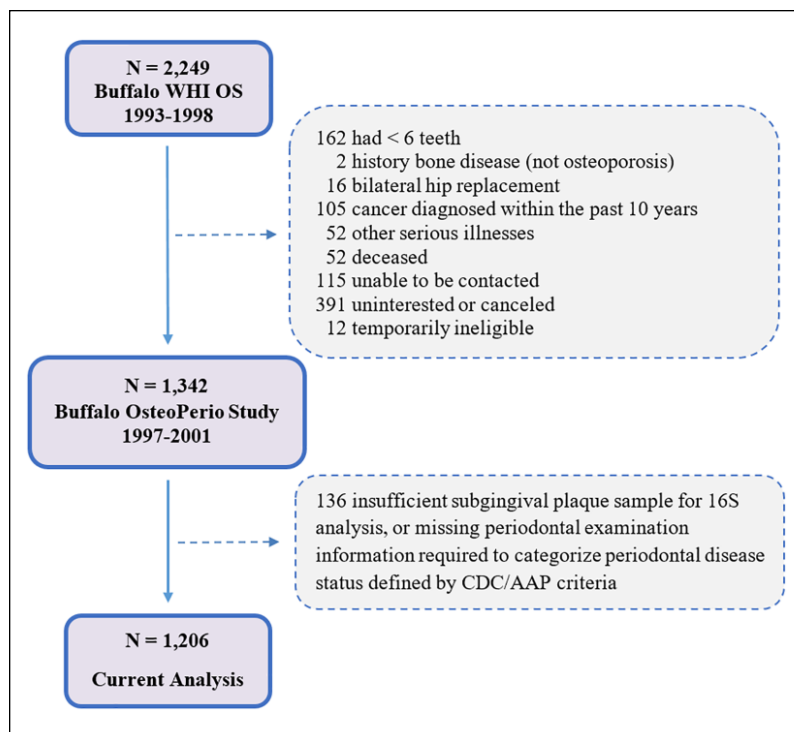 N = 2,249
Buffalo WHI OS
1993-1998
162 had < 6 teeth
2 history bone disease (not osteoporosis)
16 bilateral hip replacement
105 cancer diagnosed within the past 10 years
52 other serious illnesses
52 deceased
115 unable to be contacted
391 uninterested or canceled
12 temporarily ineligible
N = 1,342
Buffalo OsteoPerio Study
1997-2001
136 insufficient subgingival plaque sample for 16S
analysis, or missing periodontal examination
information required to categorize periodontal disease
status defined by CDC/AAP criteria
N = 1,206
Current Analysis